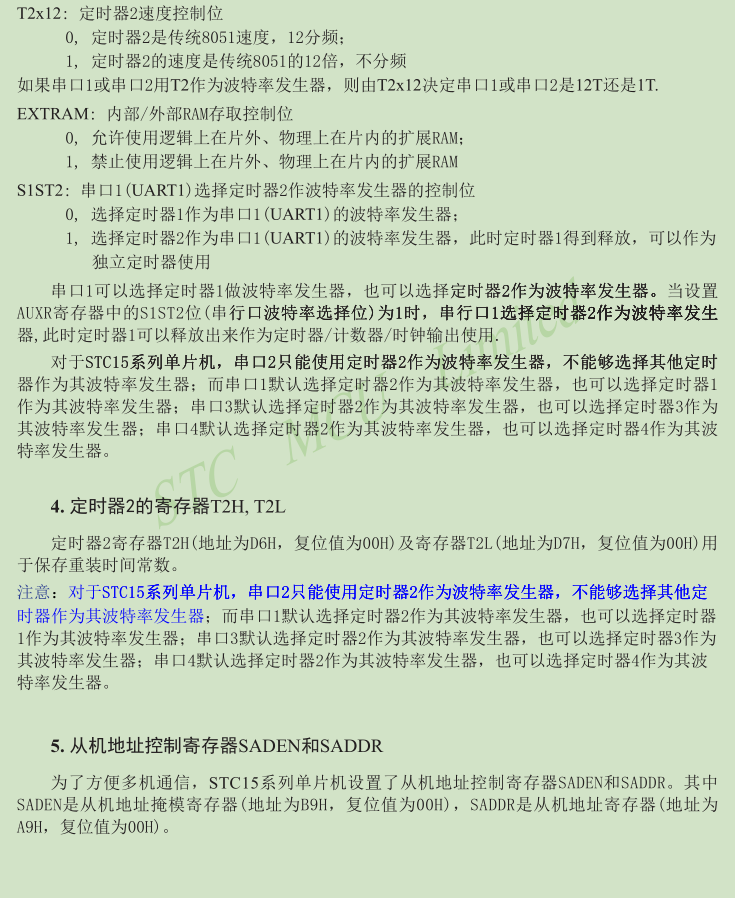 T2x12: 定时器2速度控制位
0, 定时器2是传统8051速度, 12分频;
1, 定时器2的速度是传统8051的12倍, 不分频
如果串口1或串口2用T2作为波特率发生器, 则由T2x12决定串口1或串口2是12T还是1T.
EXTRAM: 内部/外部RAM存取控制位
0, 允许使用逻辑上在片外、物理上在片内的扩展RAM;
1, 禁止使用逻辑上在片外、物理上在片内的扩展RAM
S1ST2: 串口1(UART1)选择定时器2作波特率发生器的控制位
0, 选择定时器1作为串口1(UART1)的波特率发生器;
1, 选择定时器2作为串口1(UART1)的波特率发生器, 此时定时器1得到释放, 可以作为
独立定时器使用
串口1可以选择定时器1做波特率发生器, 也可以选择定时器2作为波特率发生器。当设置
AUXR寄存器中的S1ST2位(串行口波特率选择位)为1时, 串行口1选择定时器2作为波特率发生
器,此时定时器1可以释放出来作为定时器/计数器/时钟输出使用.
对于STC15系列单片机, 串口2只能使用定时器2作为波特率发生器, 不能够选择其他定时
器作为其波特率发生器; 而串口1默认选择定时器2作为其波特率发生器, 也可以选择定时器1
作为其波特率发生器; 串口3默认选择定时器2作为其波特率发生器, 也可以选择定时器3作为
其波特率发生器; 串口4默认选择定时器2作为其波特率发生器, 也可以选择定时器4作为其波
特率发生器。
STC MCU Limited
4. 定时器2的寄存器T2H, T2L
定时器2寄存器T2H(地址为D6H, 复位值为00H)及寄存器T2L(地址为D7H, 复位值为00H)用
于保存重装时间常数。
注意: 对于STC15系列单片机, 串口2只能使用定时器2作为波特率发生器, 不能够选择其他定
时器作为其波特率发生器; 而串口1默认选择定时器2作为其波特率发生器, 也可以选择定时器
1作为其波特率发生器; 串口3默认选择定时器2作为其波特率发生器, 也可以选择定时器3作为
其波特率发生器; 串口4默认选择定时器2作为其波特率发生器, 也可以选择定时器4作为其波
特率发生器。
5. 从机地址控制寄存器SADEN和SADDR
为了方便多机通信, STC15系列单片机设置了从机地址控制寄存器SADEN和SADDR。其中
SADEN是从机地址掩模寄存器(地址为B9H, 复位值为00H), SADDR是从机地址寄存器(地址为
A9H, 复位值为00H)。